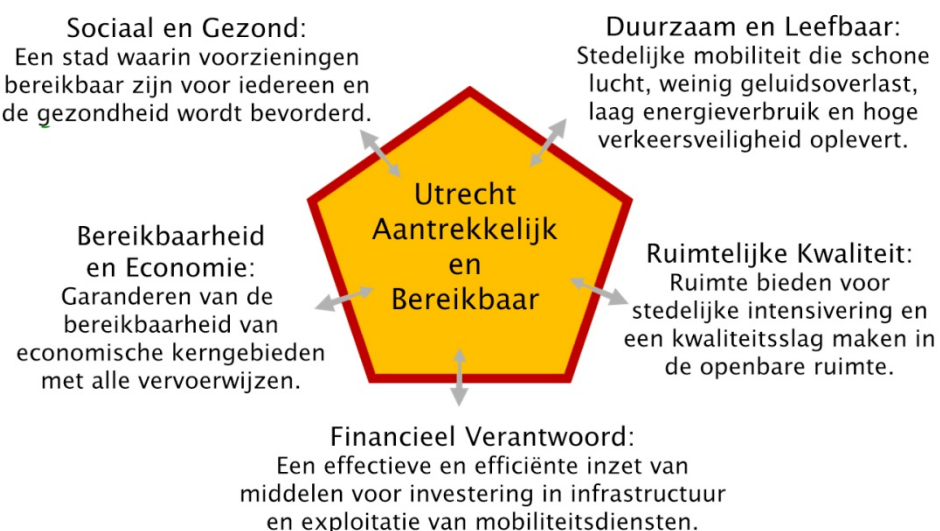 Sociaal en Gezond:
Een stad waarin voorzieningen
bereikbaar zijn voor iedereen en
de gezondheid wordt bevorderd.
Duurzaam en Leefbaar:
Stedelijke mobiliteit die schone
lucht, weinig geluidsoverlast,
laag energieverbruik en hoge
verkeersveiligheid oplevert.
Utrecht
Aantrekkelijk
en
Bereikbaar
Bereikbaarheid
en Economie:
Garanderen van de
bereikbaarheid van
economische kerngebieden
met alle vervoerwijzen.
Ruimtelijke Kwaliteit:
Ruimte bieden voor
stedelijke intensivering en
een kwaliteitsslag maken in
de openbare ruimte.
Financieel Verantwoord:
Een effectieve en efficiënte inzet van
middelen voor investering in infrastructuur
en exploitatie van mobiliteitsdiensten.